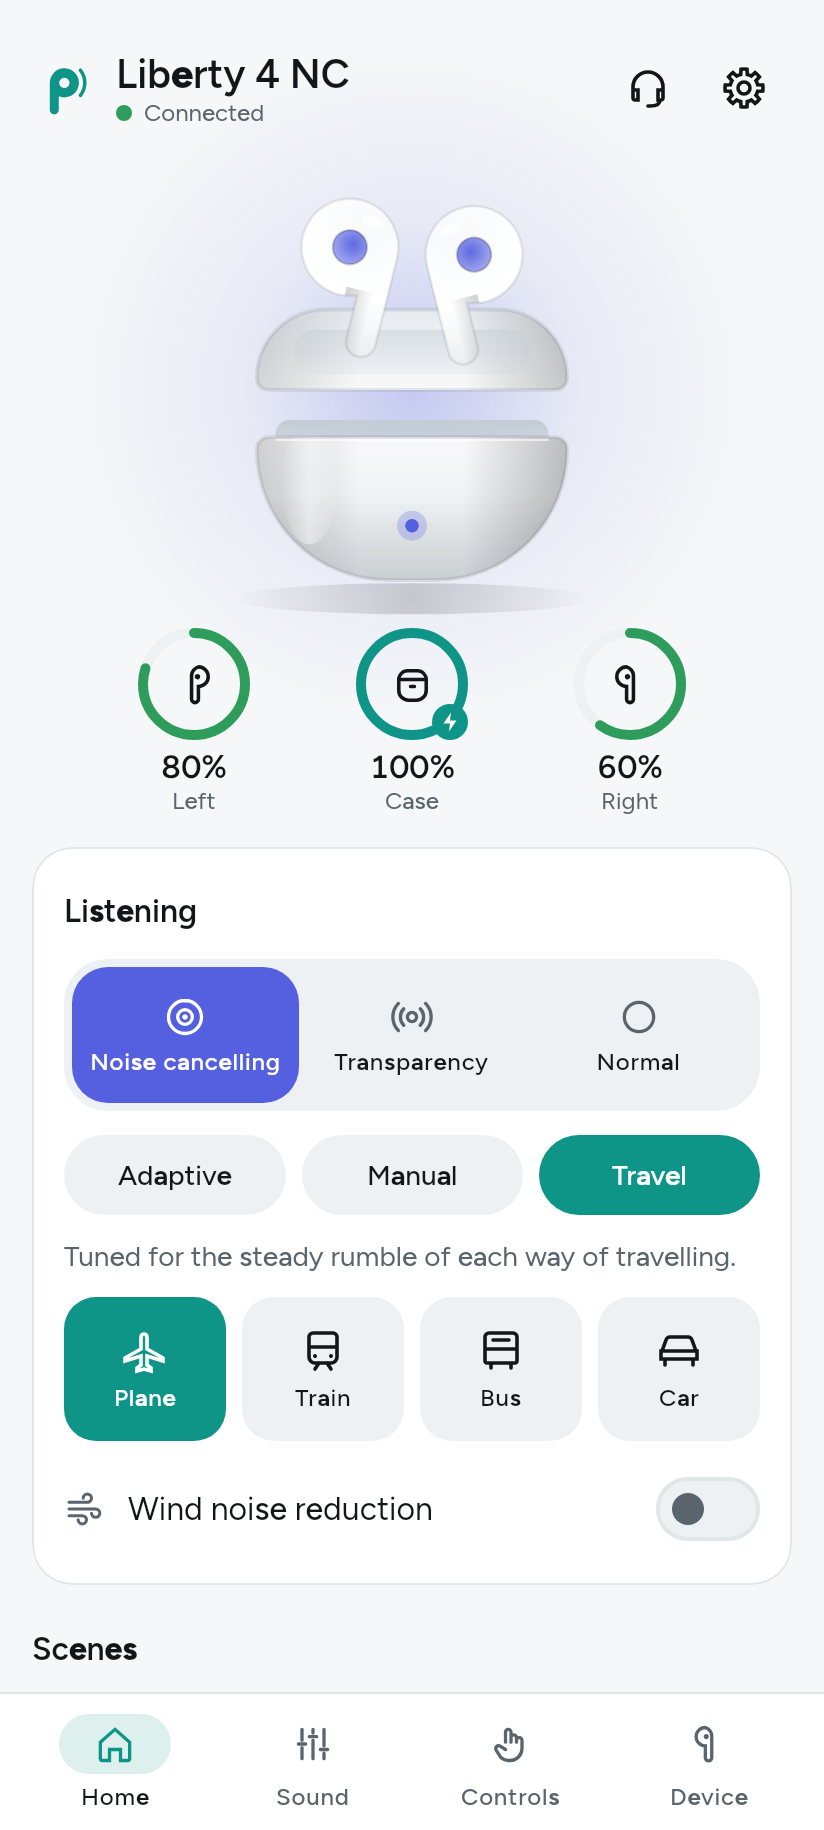 Liberty 4 NC
Connected
80%
Left
100%
Case
60%
Right
Listening
Noise cancelling
Transparency
Normal
Adaptive
Manual
Travel
Tuned for the steady rumble of each way of travelling.
Plane
Train
Bus
Car
Wind noise reduction
Scenes
Home
Sound
Controls
Device